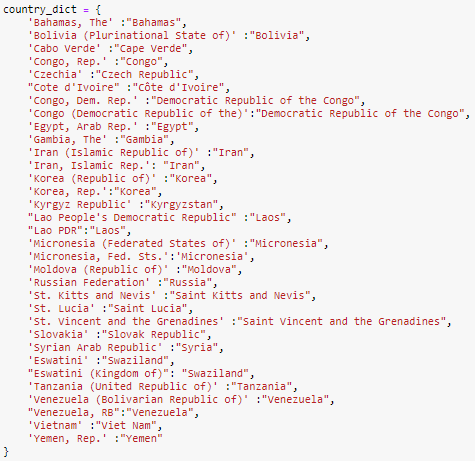 country_dict = {
    'Bahamas, The' :"Bahamas",
    'Bolivia (Plurinational State of)' :"Bolivia",
    'Cabo Verde' :"Cape Verde",
    'Congo, Rep.' :"Congo",
    'Czechia' :"Czech Republic",
    "Cote d'Ivoire" :"Côte d'Ivoire",
    'Congo, Dem. Rep.' :"Democratic Republic of the Congo",
    'Congo (Democratic Republic of the)':"Democratic Republic of the Congo",
    'Egypt, Arab Rep.' :"Egypt",
    'Gambia, The' :"Gambia",
    'Iran (Islamic Republic of)' :"Iran",
    'Iran, Islamic Rep.': "Iran",
    'Korea (Republic of)' :"Korea",
    'Korea, Rep.':"Korea",
    'Kyrgyz Republic' :"Kyrgyzstan",
    "Lao People's Democratic Republic" :"Laos",
    "Lao PDR":"Laos",
    'Micronesia (Federated States of)' :"Micronesia",
    'Micronesia, Fed. Sts.':'Micronesia',
    'Moldova (Republic of)' :"Moldova",
    'Russian Federation' :"Russia",
    'St. Kitts and Nevis' :"Saint Kitts and Nevis",
    'St. Lucia' :"Saint Lucia",
    'St. Vincent and the Grenadines' :"Saint Vincent and the Grenadines",
    'Slovakia' :"Slovak Republic",
    'Syrian Arab Republic' :"Syria",
    'Eswatini' :"Swaziland",
    "Eswatini (Kingdom of)": "Swaziland",
    'Tanzania (United Republic of)' :"Tanzania",
    'Venezuela (Bolivarian Republic of)' :"Venezuela",
    "Venezuela, RB":"Venezuela",
    'Vietnam' :"Viet Nam",
    'Yemen, Rep.' :"Yemen"
}